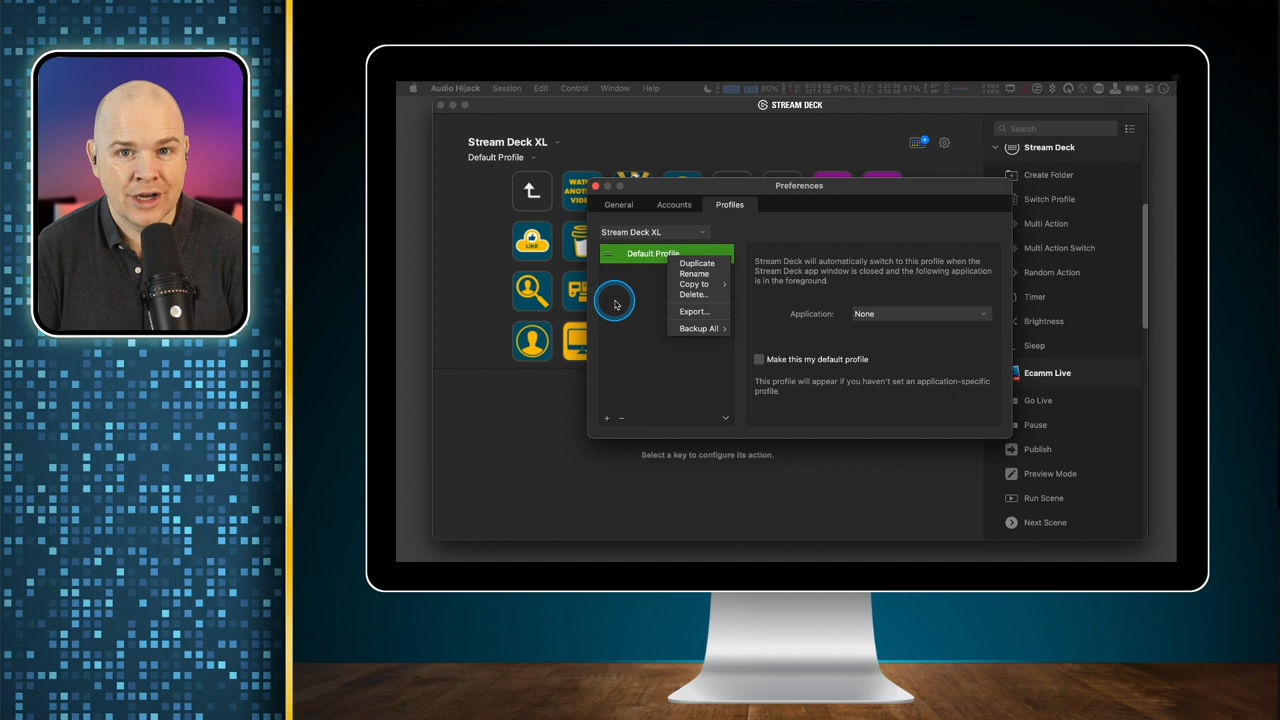 Audio Hijack Session Edit Control Window Help
STREAM DECK
Stream Deck XL
Default Profile
WATCH
ANOTHER
VIDEO
LIKE
Search
Stream Deck
Create Folder
Switch Profile
Multi Action
Multi Action Switch
Random Action
Timer
Brightness
Sleep
Ecamm Live
Go Live
Pause
Publish
Preview Mode
Run Scene
Next Scene
Preferences
General Accounts Profiles
Stream Deck XL
Default Profile
Duplicate
Rename
Copy to
Delete...
Export...
Backup All
Stream Deck will automatically switch to this profile when the
Stream Deck app window is closed and the following application
is in the foreground.
Application: None
Make this my default profile
This profile will appear if you haven't set an application-specific
profile.
Select a key to configure its action.